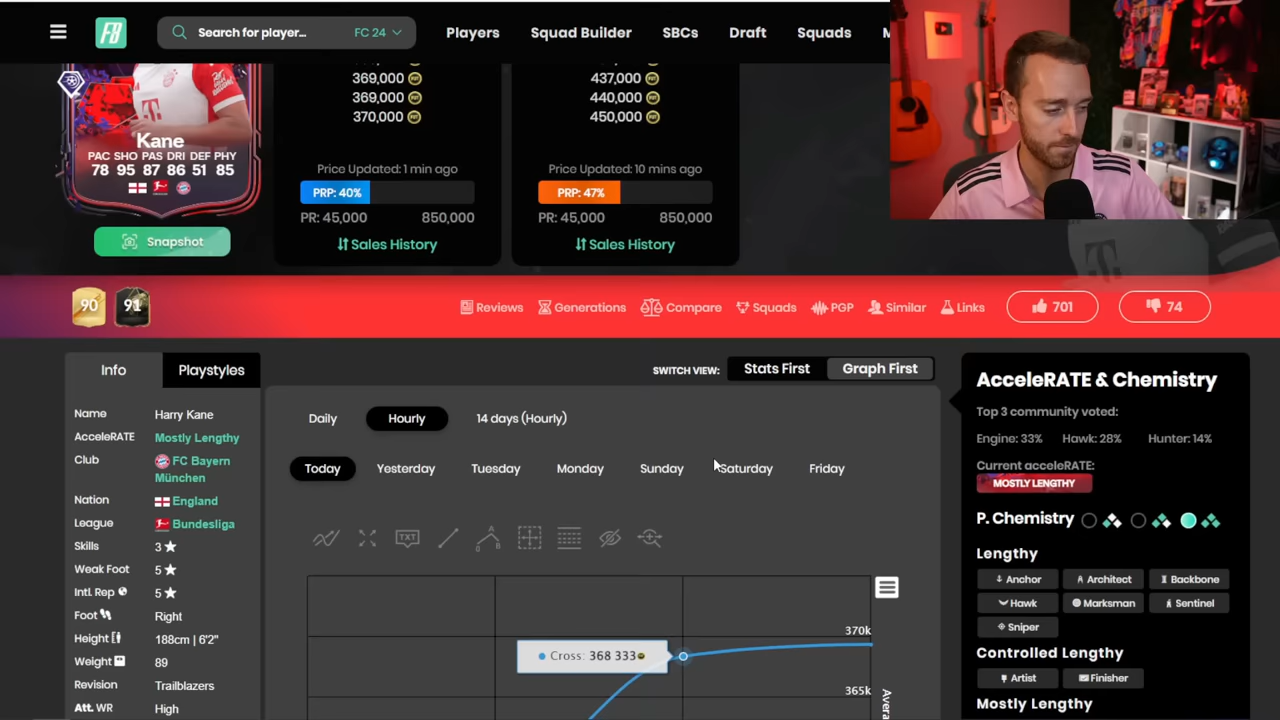 FB
Search for player...
FC 24
Players
Squad Builder
SBCs
Draft
Squads
M
369,000
369,000
370,000
437,000
440,000
450,000
Kane
PAC SHO PAS DRI DEF PHY
78 95 87 86 51 85
Price Updated: 1 min ago
PRP: 40%
PR: 45,000
850,000
Sales History
Price Updated: 10 mins ago
PRP: 47%
PR: 45,000
850,000
Sales History
Snapshot
90
91
Reviews
Generations
Compare
Squads
PGP
Similar
Links
701
74
Info
Playstyles
SWITCH VIEW:
Stats First
Graph First
Name Harry Kane
AcceleRATE Mostly Lengthy
Club FC Bayern
München
Nation England
League Bundesliga
Skills 3
Weak Foot 5
Intl. Rep 5
Foot Right
Height 188cm | 6'2"
Weight 89
Revision Trailblazers
Att. WR High
Daily
Hourly
14 days (Hourly)
Today
Yesterday
Tuesday
Monday
Sunday
Saturday
Friday
TXT
370k
Cross: 368 333
365k
Avera
AcceleRATE & Chemistry
Top 3 community voted:
Engine: 33%
Hawk: 28%
Hunter: 14%
Current acceleRATE:
MOSTLY LENGTHY
P. Chemistry
Lengthy
Anchor
Architect
Backbone
Hawk
Marksman
Sentinel
Sniper
Controlled Lengthy
Artist
Finisher
Mostly Lengthy